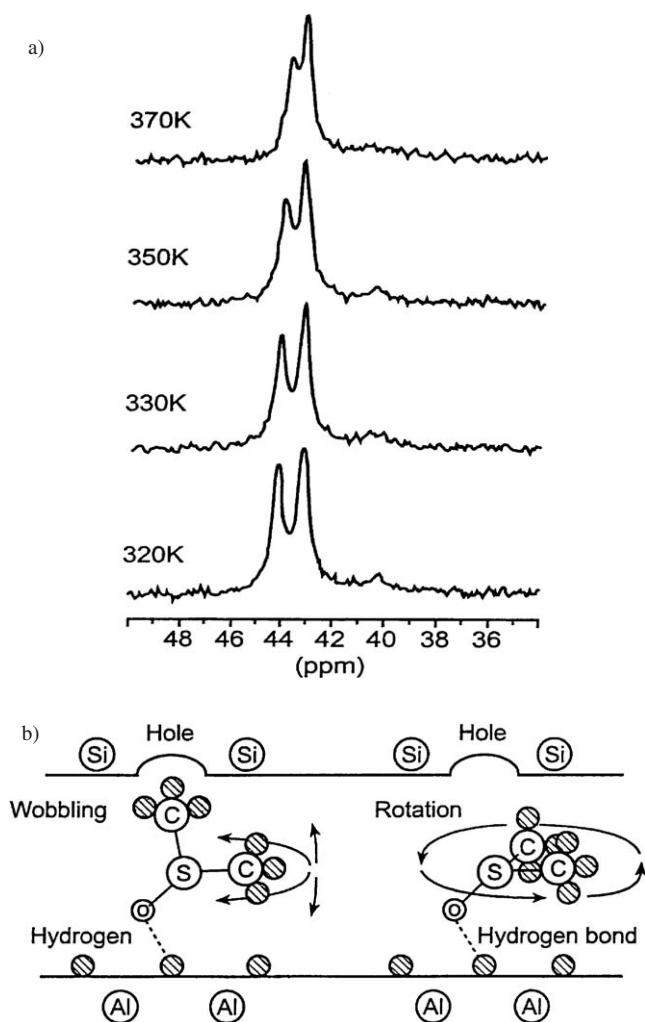 a)
370K
350K
330K
320K
48 46 44 42 40 38 36
(ppm)
b)
Hole Hole
Si Si Si Si
Wobbling Rotation
C C
S C S C
O O
Hydrogen Hydrogen bond
Al Al Al Al